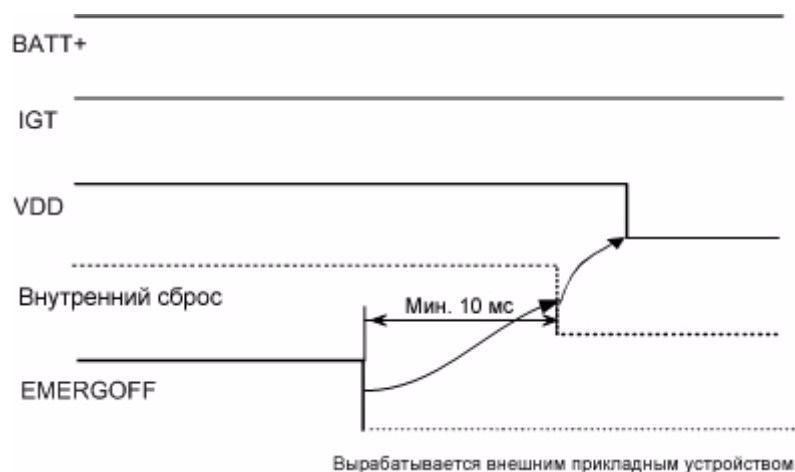 BATT+
IGT
VDD
Внутренний сброс
Мин. 10 мс
EMERGOFF
Вырабатывается внешним прикладным устройством